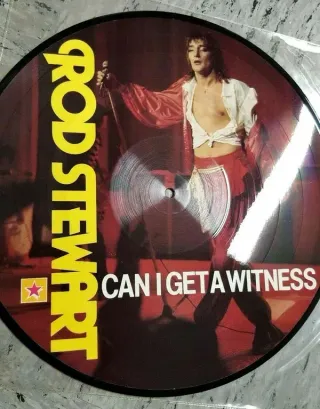 ROD STEWART
CAN I GET A WITNESS